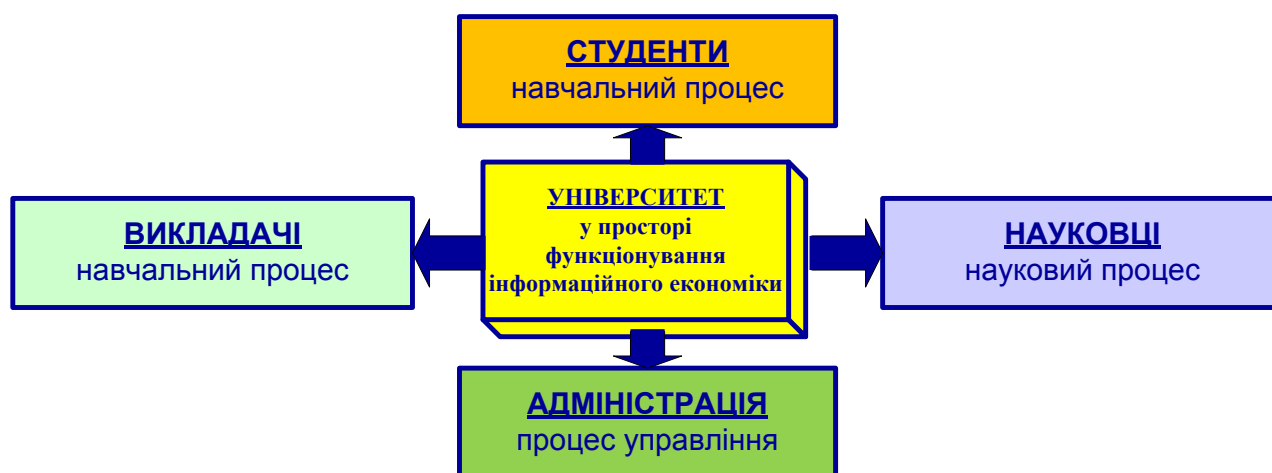 СТУДЕНТИ
навчальний процес
ВИКЛАДАЧІ
навчальний процес
УНІВЕРСИТЕТ
у просторі
функціонування
інформаційного економіки
НАУКОВЦІ
науковий процес
АДМІНІСТРАЦІЯ
процес управління